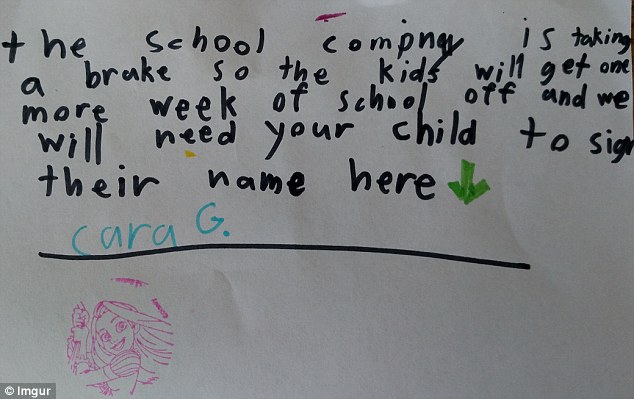 the school compngy is taking
a brake so the kids will get one
more week of school off and we
will need your child to sign
their name here
cara G.
© Imgur